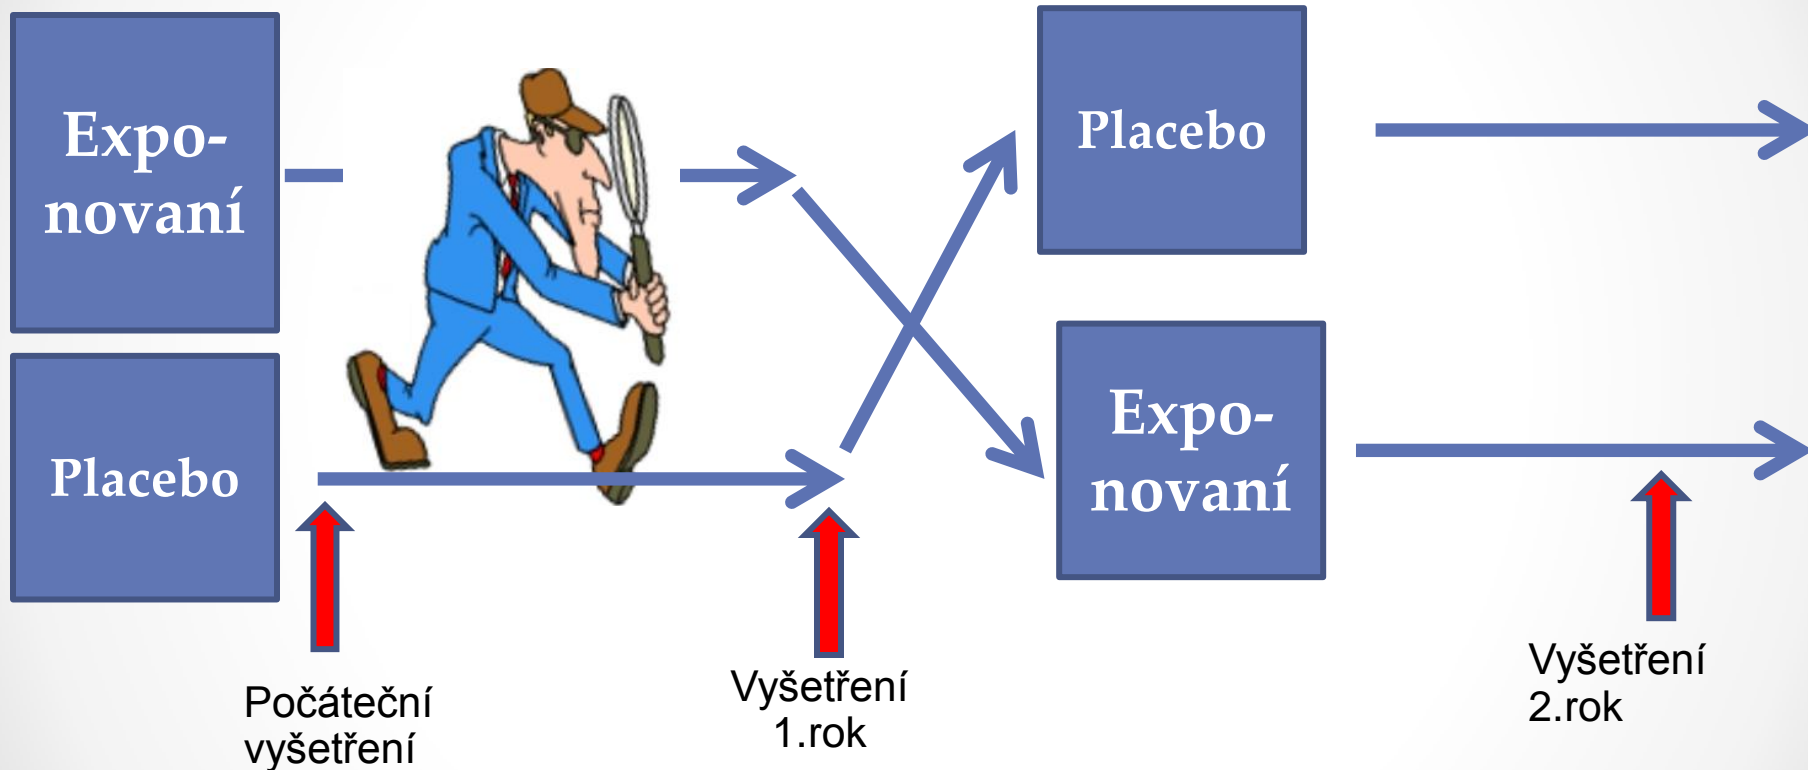 Expo-
novaní
Placebo
Placebo
Expo-
novaní
Počáteční
vyšetření
Vyšetření
1.rok
Vyšetření
2.rok